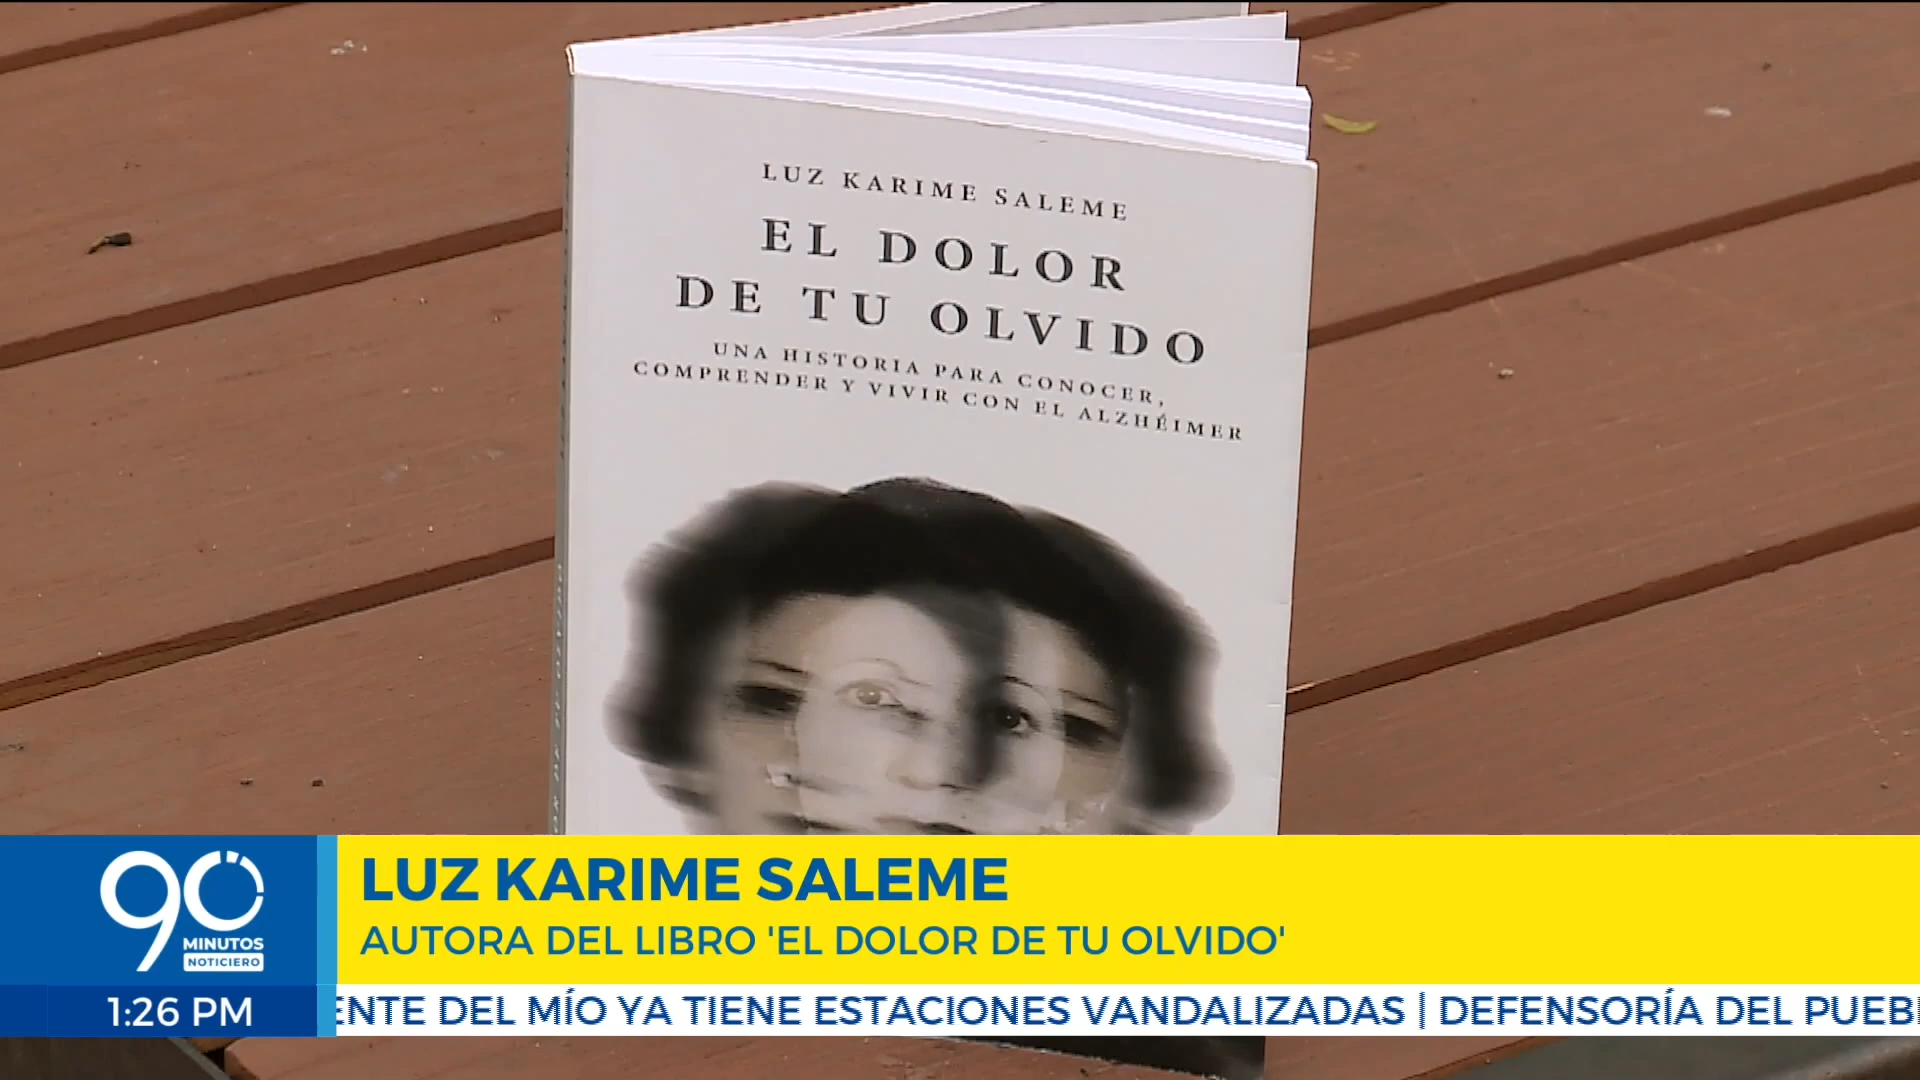 LUZ KARIME SALEME
EL DOLOR
DE TU OLVIDO
UNA HISTORIA PARA CONOCER,
COMPRENDER Y VIVIR CON EL ALZHÉIMER
90
MINUTOS
NOTICIERO
LUZ KARIME SALEME
AUTORA DEL LIBRO 'EL DOLOR DE TU OLVIDO'
1:26 PM
ENTE DEL MÍO YA TIENE ESTACIONES VANDALIZADAS | DEFENSORÍA DEL PUEB